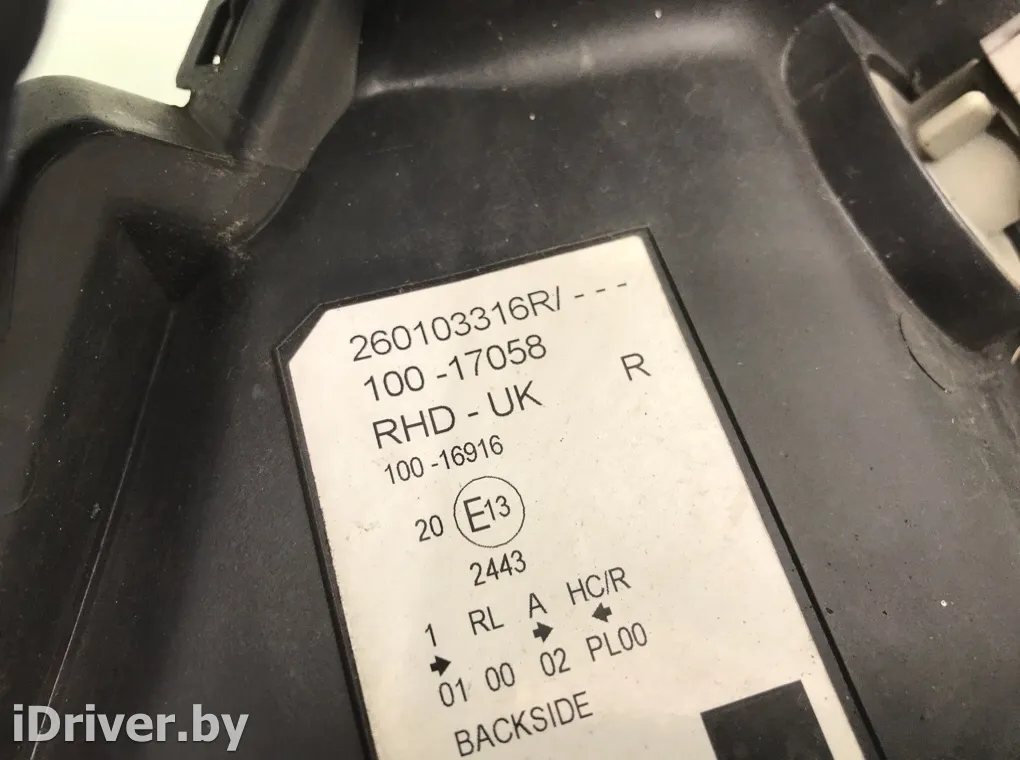 260103316R/ - - -
100 -17058
RHD - UK R
100 -16916
20 E13
2443
1 RL A HC/R
01 00 02 PL00
BACKSIDE
iDriver.by